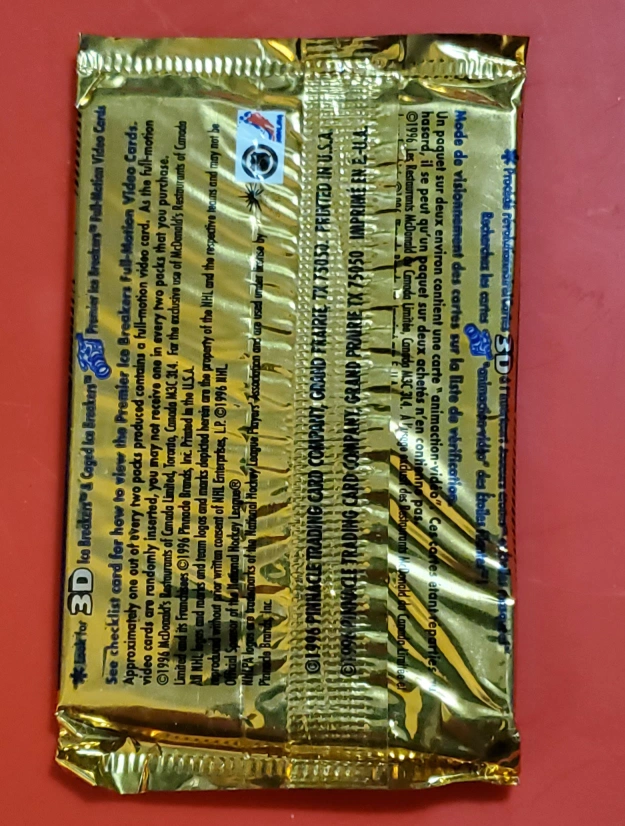 * Look for 3D Ice Breakers™ & Caged Ice Breakers™ Premier Ice Breakers™ Full-Motion Video Cards
See checklist card for how to view the Premier Ice Breakers Full-Motion Video Cards.
Approximately one out of every two packs produced contains a full-motion video card. As the full-motion
video cards are randomly inserted, you may not receive one in every two packs that you purchase.
©1996 McDonald's Restaurants of Canada Limited, Toronto, Canada M3C 3L4. For the exclusive use of McDonald's Restaurants of Canada
Limited and its Franchisees ©1996 Pinnacle Brands, Inc. Printed in the U.S.A.
All NHL logos and marks and team logos and marks depicted herein are the property of the NHL and the respective teams and may not be
reproduced without prior written consent of NHL Enterprises, L.P. ©1996 NHL.
Official Sponsor of the National Hockey League®
NHLPA logo is a trademark of the National Hockey League Players' Association and are used under license by
Pinnacle Brands, Inc.
©1996 PINNACLE TRADING CARD COMPANY, GRAND PRAIRIE, TX 75050. PRINTED IN U.S.A.
©1996 PINNACLE TRADING CARD COMPANY, GRAND PRAIRIE TX 75050 IMPRIMÉ EN É.-U.A.
* Procédé
3D
Recherchez les cartes "animaction-vidéo" des étoiles
Mode de visionnement des cartes sur la liste de vérification.
Un paquet sur deux environ contient une carte "animaction-vidéo". Ces cartes étant réparties
hasard, il se peut qu'un paquet sur deux achetés n'en contienne pas.
©1996 Les Restaurants McDonald du Canada Limitée, Canada M3C 3L4.